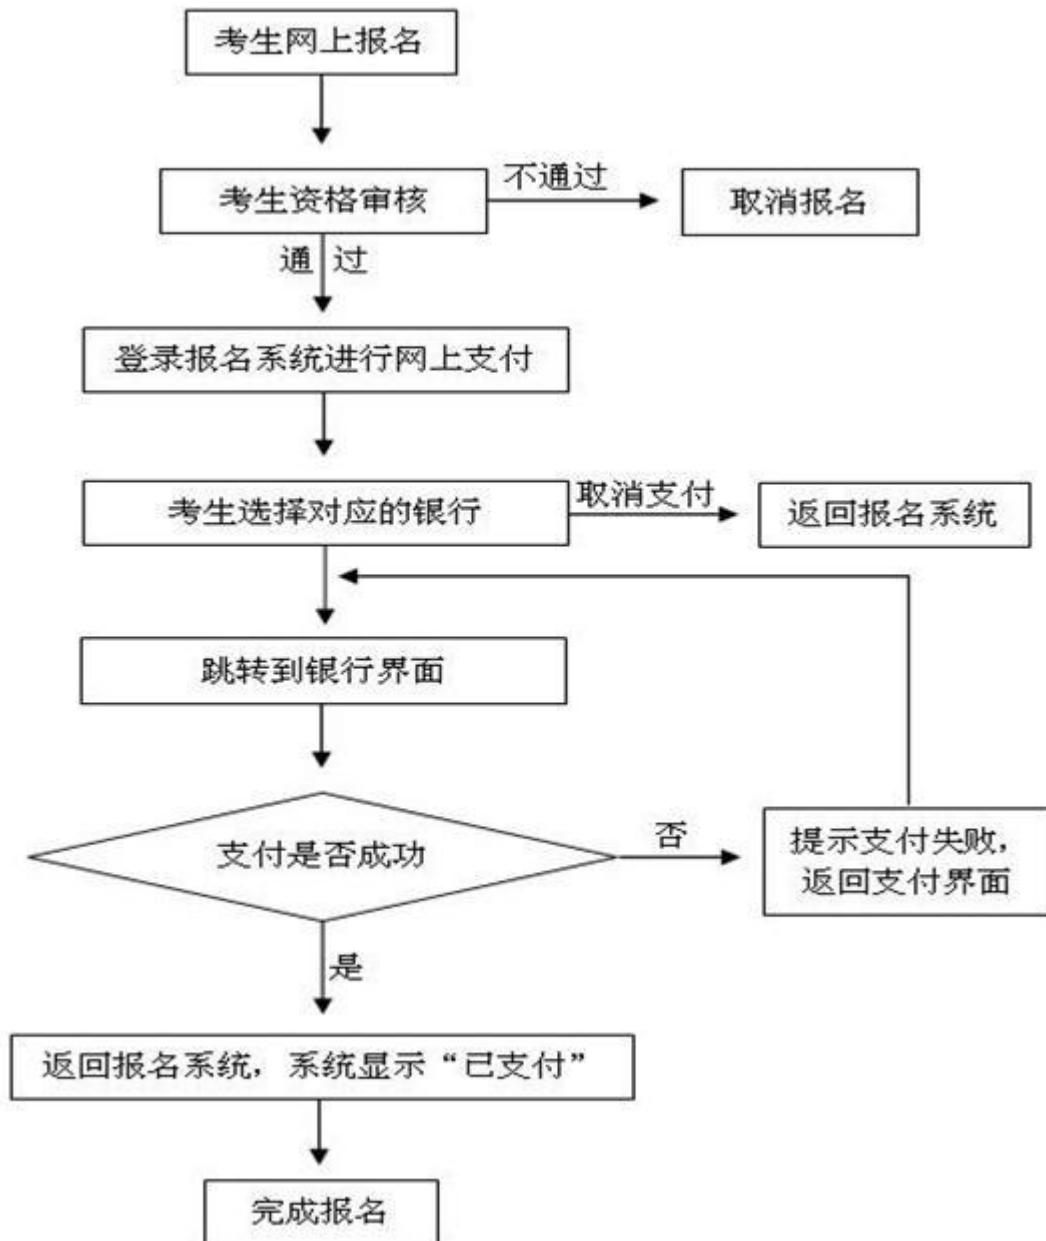 考生网上报名
考生资格审核
不通过
取消报名
通过
登录报名系统进行网上支付
考生选择对应的银行
取消支付
返回报名系统
跳转到银行界面
支付是否成功
否
提示支付失败，
返回支付界面
是
返回报名系统，系统显示“已支付”
完成报名